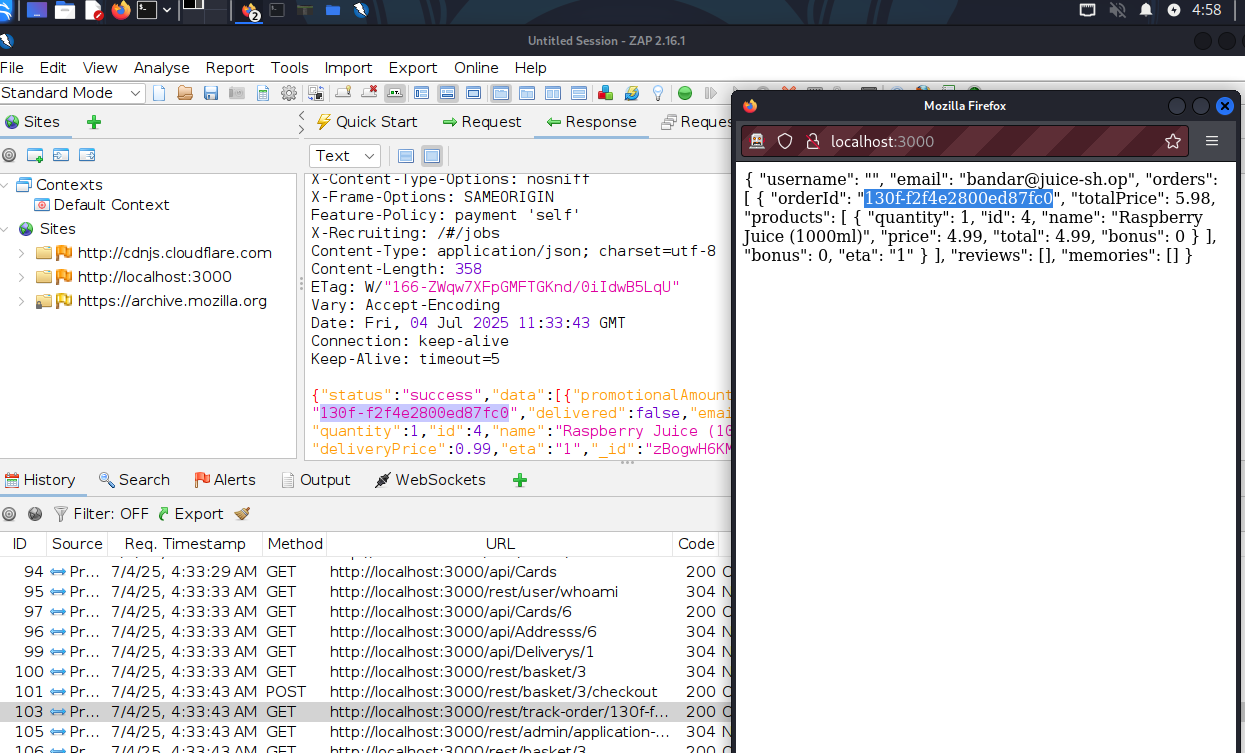 2
4:58
Untitled Session - ZAP 2.16.1
File Edit View Analyse Report Tools Import Export Online Help
Standard Mode
Sites
Quick Start Request Response Reques
Text
Contexts
Default Context
Sites
http://cdnjs.cloudflare.com
http://localhost:3000
https://archive.mozilla.org
X-Content-Type-Options: nosniff
X-Frame-Options: SAMEORIGIN
Feature-Policy: payment 'self'
X-Recruiting: /#/jobs
Content-Type: application/json; charset=utf-8
Content-Length: 358
ETag: W/"166-ZWqw7XFpGMFTGKnd/0iIdwB5LqU"
Vary: Accept-Encoding
Date: Fri, 04 Jul 2025 11:33:43 GMT
Connection: keep-alive
Keep-Alive: timeout=5
{"status":"success","data":[{"promotionalAmount
"130f-f2f4e2800ed87fc0","delivered":false,"emai
"quantity":1,"id":4,"name":"Raspberry Juice (10
"deliveryPrice":0.99,"eta":"1","_id":"zBogwH6KM
Mozilla Firefox
localhost:3000
{ "username": "", "email": "bandar@juice-sh.op", "orders":
[ { "orderId": "130f-f2f4e2800ed87fc0", "totalPrice": 5.98,
"products": [ { "quantity": 1, "id": 4, "name": "Raspberry
Juice (1000ml)", "price": 4.99, "total": 4.99, "bonus": 0 } ],
"bonus": 0, "eta": "1" } ], "reviews": [], "memories": [] }
History Search Alerts Output WebSockets
Filter: OFF Export
ID Source Req. Timestamp Method URL Code
94 Pr... 7/4/25, 4:33:29 AM GET http://localhost:3000/api/Cards 200 O
95 Pr... 7/4/25, 4:33:33 AM GET http://localhost:3000/rest/user/whoami 304 N
97 Pr... 7/4/25, 4:33:33 AM GET http://localhost:3000/api/Cards/6 200 O
96 Pr... 7/4/25, 4:33:33 AM GET http://localhost:3000/api/Addresss/6 304 N
99 Pr... 7/4/25, 4:33:33 AM GET http://localhost:3000/api/Deliverys/1 304 N
100 Pr... 7/4/25, 4:33:33 AM GET http://localhost:3000/rest/basket/3 304 N
101 Pr... 7/4/25, 4:33:43 AM POST http://localhost:3000/rest/basket/3/checkout 200 O
103 Pr... 7/4/25, 4:33:43 AM GET http://localhost:3000/rest/track-order/130f-f... 200 O
105 Pr... 7/4/25, 4:33:43 AM GET http://localhost:3000/rest/admin/application-... 304 N
106 Pr... 7/4/25, 4:33:43 AM GET http://localhost:3000/rest/basket/3 304 N